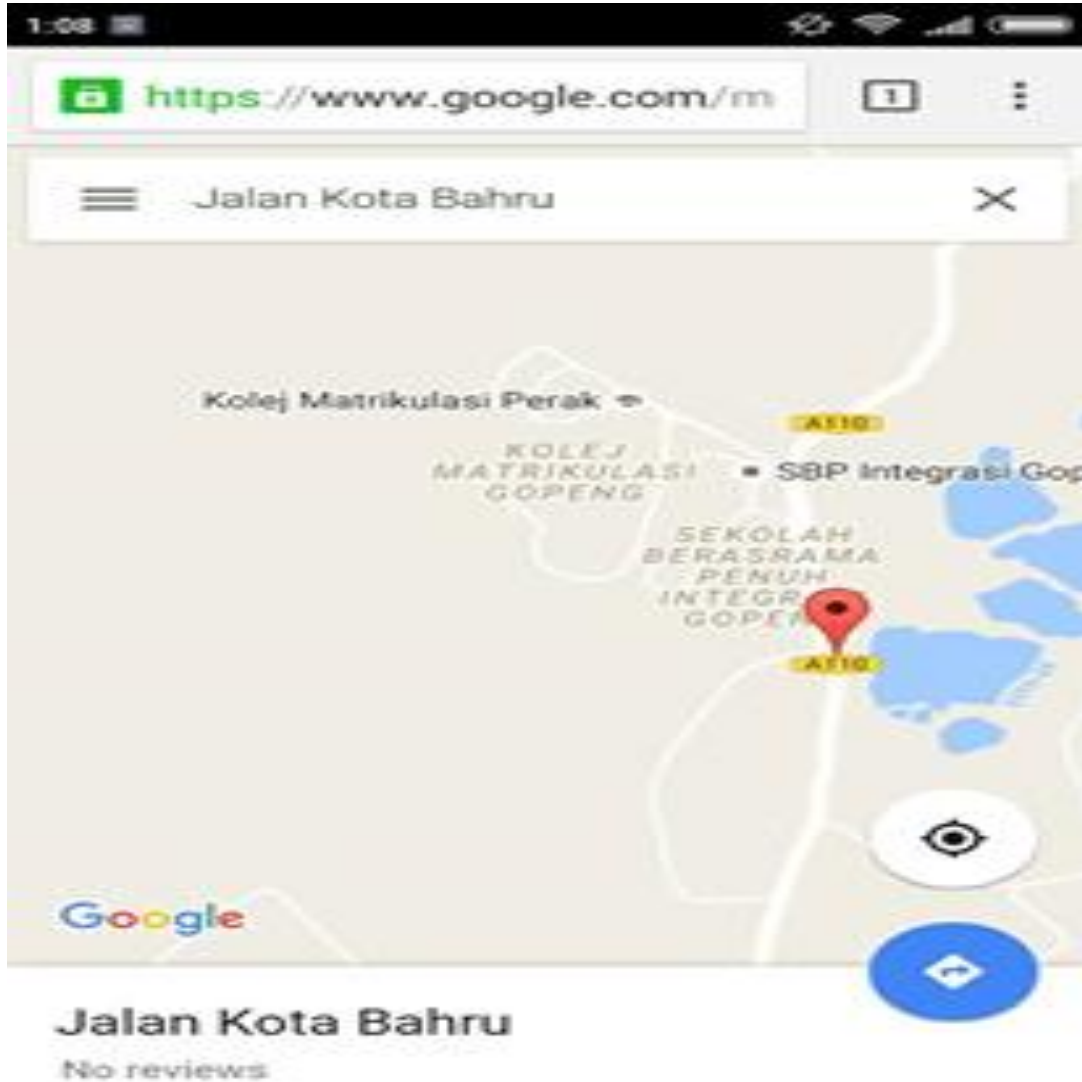 1:08
https://www.google.com/m
1
Jalan Kota Bahru
Kolej Matrikulasi Perak
A110
KOLEJ
MATRIKULASI
GOPENG
SBP Integrasi Gop
SEKOLAH
BERASRAMA
PENUH
INTEGR
GOPE
A110
Google
Jalan Kota Bahru
No reviews